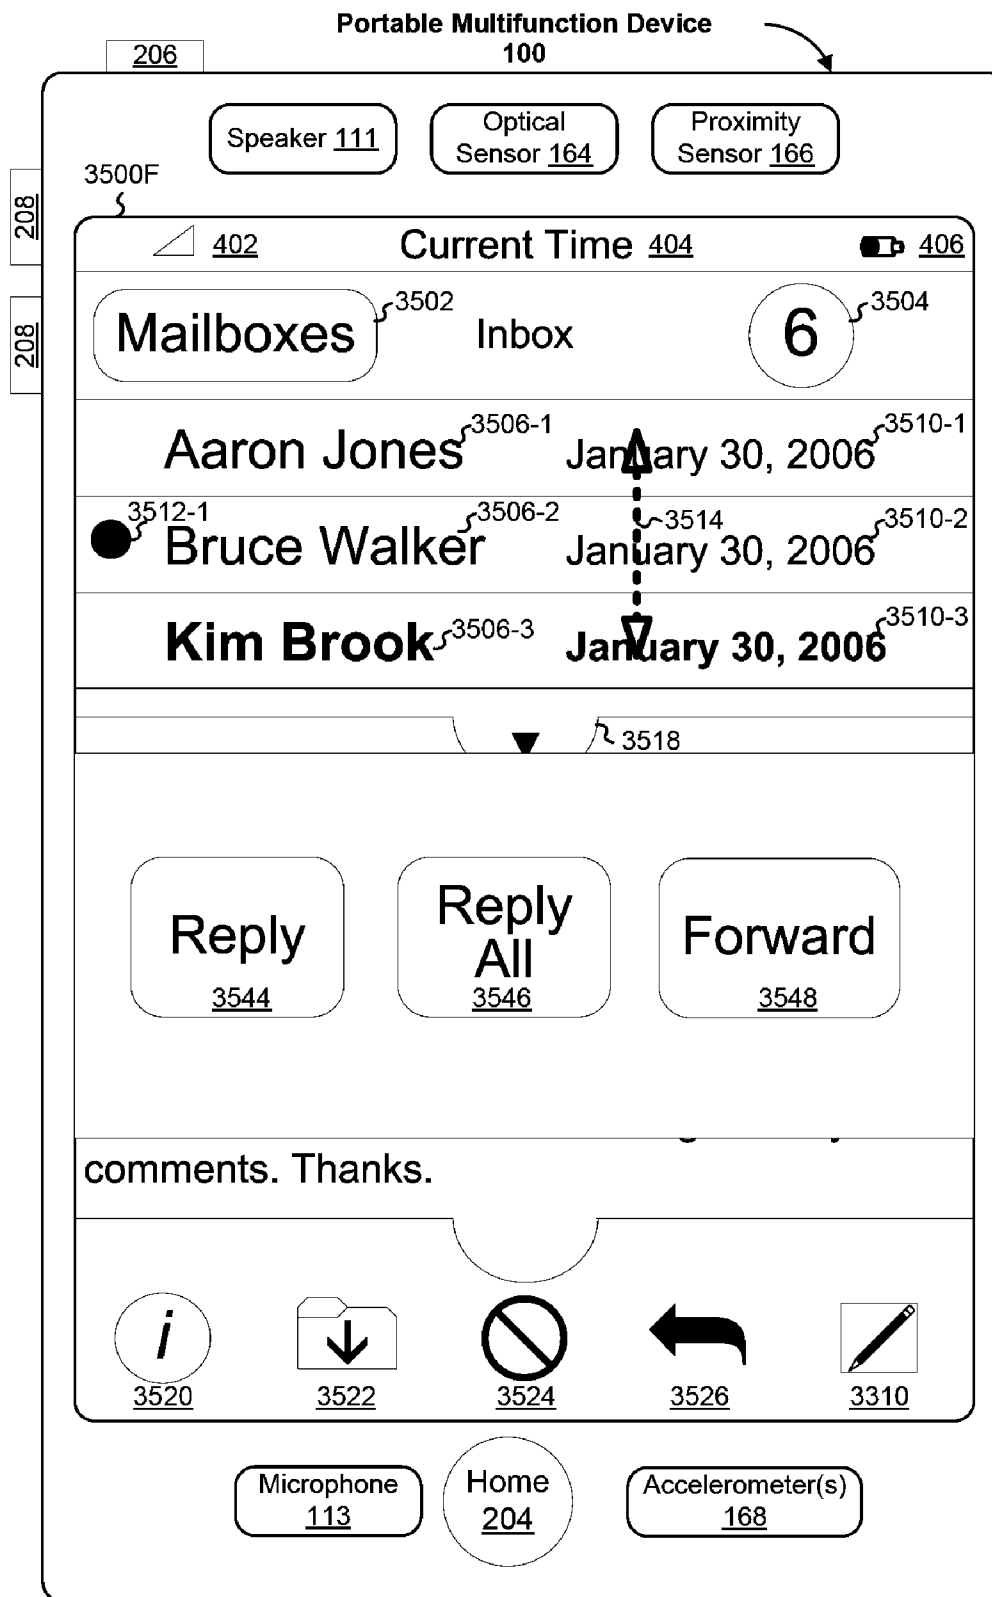 Portable Multifunction Device
100
206
Speaker 111
Optical
Sensor 164
Proximity
Sensor 166
208
208
3500F
402
Current Time 404
406
Mailboxes
3502
Inbox
6
3504
Aaron Jones
3506-1
January 30, 2006
3510-1
3512-1
Bruce Walker
3506-2
3514
January 30, 2006
3510-2
Kim Brook
3506-3
January 30, 2006
3510-3
3518
Reply
3544
Reply
All
3546
Forward
3548
comments. Thanks.
i
3520
3522
3524
3526
3310
Microphone
113
Home
204
Accelerometer(s)
168